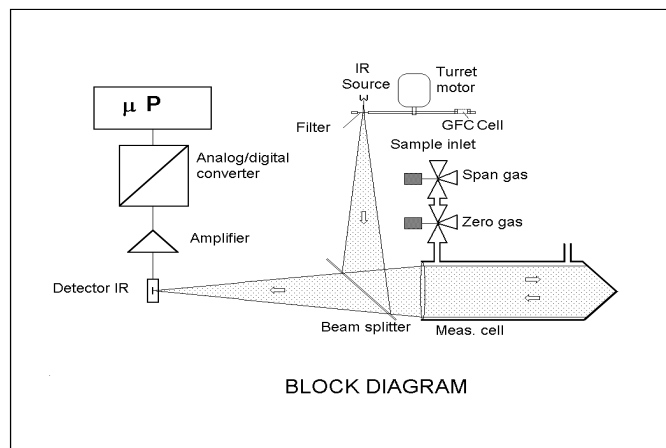 IR
Source
Turret
motor
μ P
Filter
GFC Cell
Sample inlet
Analog/digital
converter
Span gas
Zero gas
Amplifier
Detector IR
Beam splitter
Meas. cell
BLOCK DIAGRAM